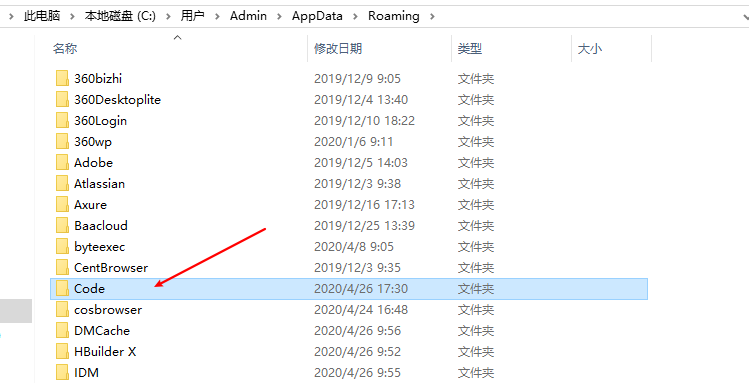 此电脑 > 本地磁盘 (C:) > 用户 > Admin > AppData > Roaming >
名称 修改日期 类型 大小
360bizhi 2019/12/9 9:05 文件夹
360Desktoplite 2019/12/4 13:40 文件夹
360Login 2019/12/10 18:22 文件夹
360wp 2020/1/6 9:11 文件夹
Adobe 2019/12/5 14:03 文件夹
Atlassian 2019/12/3 9:38 文件夹
Axure 2019/12/16 17:13 文件夹
Baacloud 2019/12/25 13:39 文件夹
byteexec 2020/4/8 9:05 文件夹
CentBrowser 2019/12/3 9:35 文件夹
Code 2020/4/26 17:30 文件夹
cosbrowser 2020/4/24 16:48 文件夹
DMCache 2020/4/26 9:56 文件夹
HBuilder X 2020/4/26 9:52 文件夹
IDM 2020/4/26 9:55 文件夹